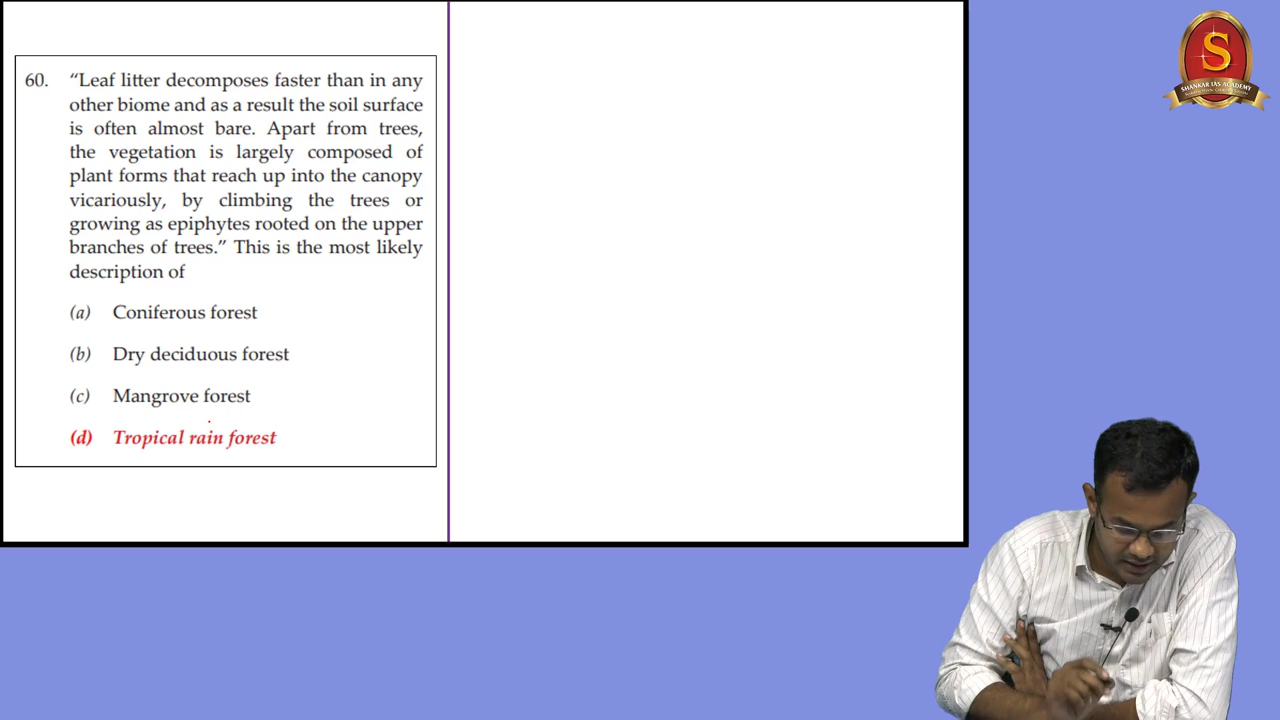 60. “Leaf litter decomposes faster than in any
other biome and as a result the soil surface
is often almost bare. Apart from trees,
the vegetation is largely composed of
plant forms that reach up into the canopy
vicariously, by climbing the trees or
growing as epiphytes rooted on the upper
branches of trees.” This is the most likely
description of
(a) Coniferous forest
(b) Dry deciduous forest
(c) Mangrove forest
(d) Tropical rain forest
S
SHANKAR IAS ACADEMY